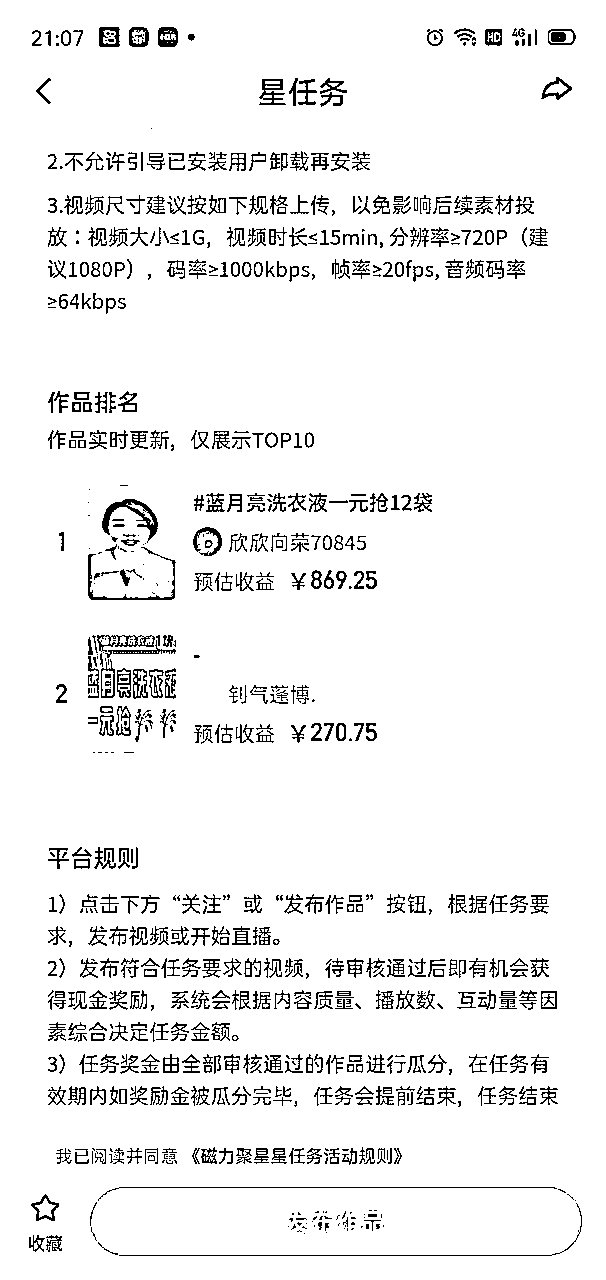 21:07
HD 4G
星任务
2.不允许引导已安装用户卸载再安装
3.视频尺寸建议按如下规格上传，以免影响后续素材投
放：视频大小≤1G，视频时长≤15min, 分辨率≥720P（建
议1080P），码率≥1000kbps，帧率≥20fps, 音频码率
≥64kbps
作品排名
作品实时更新，仅展示TOP10
1
#蓝月亮洗衣液一元抢12袋
欣欣向荣70845
预估收益 ￥869.25
蓝月亮洗衣液
一元抢
2
-
钊气蓬博.
预估收益 ￥270.75
平台规则
1）点击下方“关注”或“发布作品”按钮，根据任务要
求，发布视频或开始直播。
2）发布符合任务要求的视频，待审核通过后即有机会获
得现金奖励，系统会根据内容质量、播放数、互动量等因
素综合决定任务金额。
3）任务奖金由全部审核通过的作品进行瓜分，在任务有
效期内如奖励金被瓜分完毕，任务会提前结束，任务结束
我已阅读并同意 《磁力聚星星任务活动规则》
收藏
发布作品